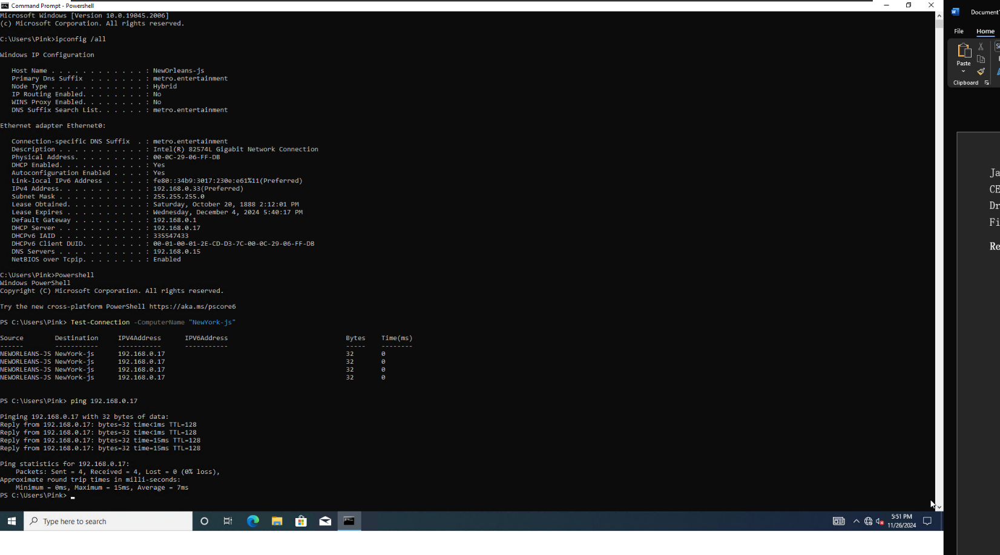 Command Prompt - Powershell
Microsoft Windows [Version 10.0.19045.2006]
(c) Microsoft Corporation. All rights reserved.
C:\Users\Pink>ipconfig /all
Windows IP Configuration
Host Name . . . . . . . . . . . . : NewOrleans-js
Primary Dns Suffix  . . . . . . . : metro.entertainment
Node Type . . . . . . . . . . . . : Hybrid
IP Routing Enabled. . . . . . . . : No
WINS Proxy Enabled. . . . . . . . : No
DNS Suffix Search List. . . . . . : metro.entertainment
Ethernet adapter Ethernet0:
Connection-specific DNS Suffix  . : metro.entertainment
Description . . . . . . . . . . . : Intel(R) 82574L Gigabit Network Connection
Physical Address. . . . . . . . . : 00-0C-29-06-FF-DB
DHCP Enabled. . . . . . . . . . . : Yes
Autoconfiguration Enabled . . . . : Yes
Link-local IPv6 Address . . . . . : fe80::34b9:3017:230e:e61%11(Preferred)
IPv4 Address. . . . . . . . . . . : 192.168.0.33(Preferred)
Subnet Mask . . . . . . . . . . . : 255.255.255.0
Lease Obtained. . . . . . . . . . : Saturday, October 20, 1888 2:12:01 PM
Lease Expires . . . . . . . . . . : Wednesday, December 4, 2024 5:40:17 PM
Default Gateway . . . . . . . . . : 192.168.0.1
DHCP Server . . . . . . . . . . . : 192.168.0.17
DHCPv6 IAID . . . . . . . . . . . : 335547433
DHCPv6 Client DUID. . . . . . . . : 00-01-00-01-2E-CD-D3-7C-00-0C-29-06-FF-DB
DNS Servers . . . . . . . . . . . : 192.168.0.15
NetBIOS over Tcpip. . . . . . . . : Enabled
C:\Users\Pink>Powershell
Windows PowerShell
Copyright (C) Microsoft Corporation. All rights reserved.
Try the new cross-platform PowerShell https://aka.ms/pscore6
PS C:\Users\Pink> Test-Connection -ComputerName "NewYork-js"
Source Destination IPV4Address IPV6Address Bytes Time(ms)
------ ----------- ----------- ----------- ----- --------
NEWORLEANS-JS NewYork-js 192.168.0.17 32 0
NEWORLEANS-JS NewYork-js 192.168.0.17 32 0
NEWORLEANS-JS NewYork-js 192.168.0.17 32 0
NEWORLEANS-JS NewYork-js 192.168.0.17 32 0
PS C:\Users\Pink> ping 192.168.0.17
Pinging 192.168.0.17 with 32 bytes of data:
Reply from 192.168.0.17: bytes=32 time<1ms TTL=128
Reply from 192.168.0.17: bytes=32 time<1ms TTL=128
Reply from 192.168.0.17: bytes=32 time=15ms TTL=128
Reply from 192.168.0.17: bytes=32 time=15ms TTL=128
Ping statistics for 192.168.0.17:
Packets: Sent = 4, Received = 4, Lost = 0 (0% loss),
Approximate round trip times in milli-seconds:
Minimum = 0ms, Maximum = 15ms, Average = 7ms
PS C:\Users\Pink>
Type here to search
5:51 PM
11/26/2024
Document
File Home
Paste
Clipboard
Ja
CE
Dr
Fi
Re